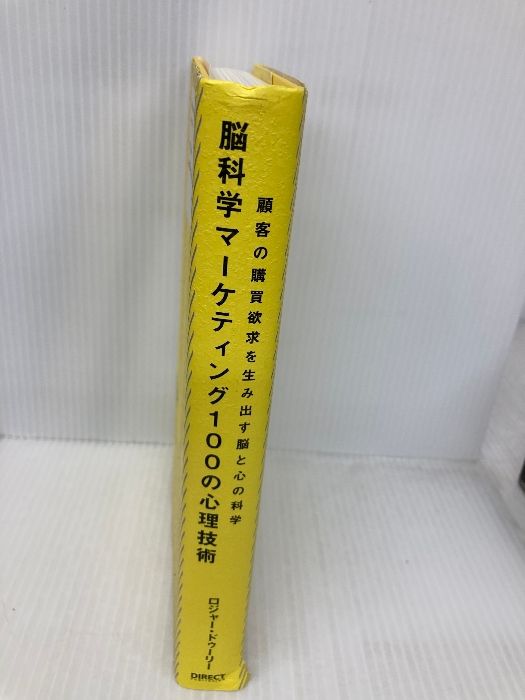 顧客の購買欲求を生み出す脳と心の科学
脳科学マーケティング100の心理技術
ロジャー・ドゥーリー
DIRECT